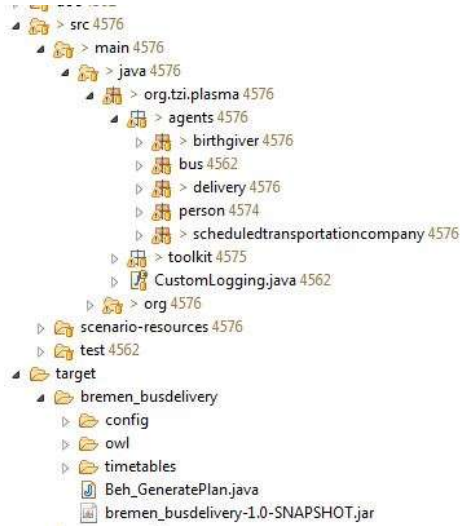 > src 4576
> main 4576
> java 4576
> org.tzi.plasma 4576
> agents 4576
> birthgiver 4576
bus 4562
> delivery 4576
person 4574
> scheduledtransportationcompany 4576
> toolkit 4575
CustomLogging.java 4562
> org 4576
scenario-resources 4576
test 4562
target
bremen_busdelivery
config
owl
timetables
Beh_GeneratePlan.java
bremen_busdelivery-1.0-SNAPSHOT.jar